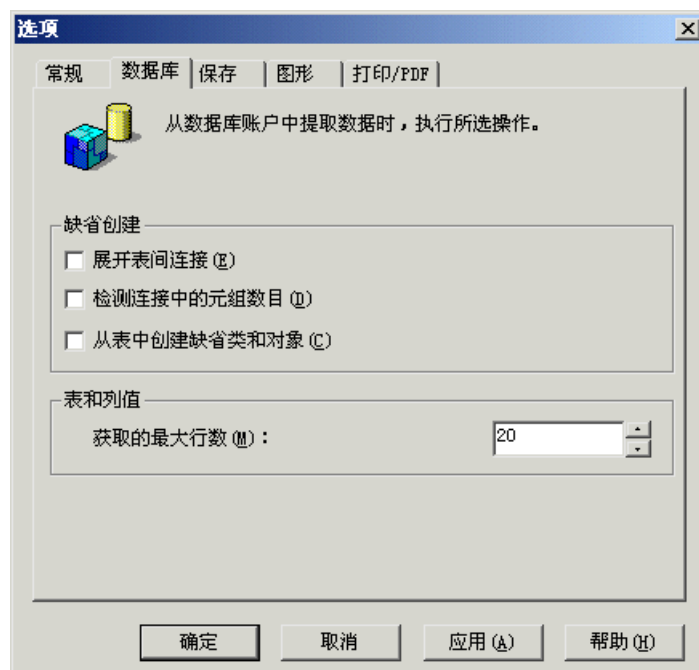 选项
常规 数据库 保存 图形 打印/PDF
从数据库账户中提取数据时，执行所选操作。
缺省创建
展开表间连接(E)
检测连接中的元组数目(D)
从表中创建缺省类和对象(C)
表和列值
获取的最大行数(M)： 20
确定 取消 应用(A) 帮助(H)